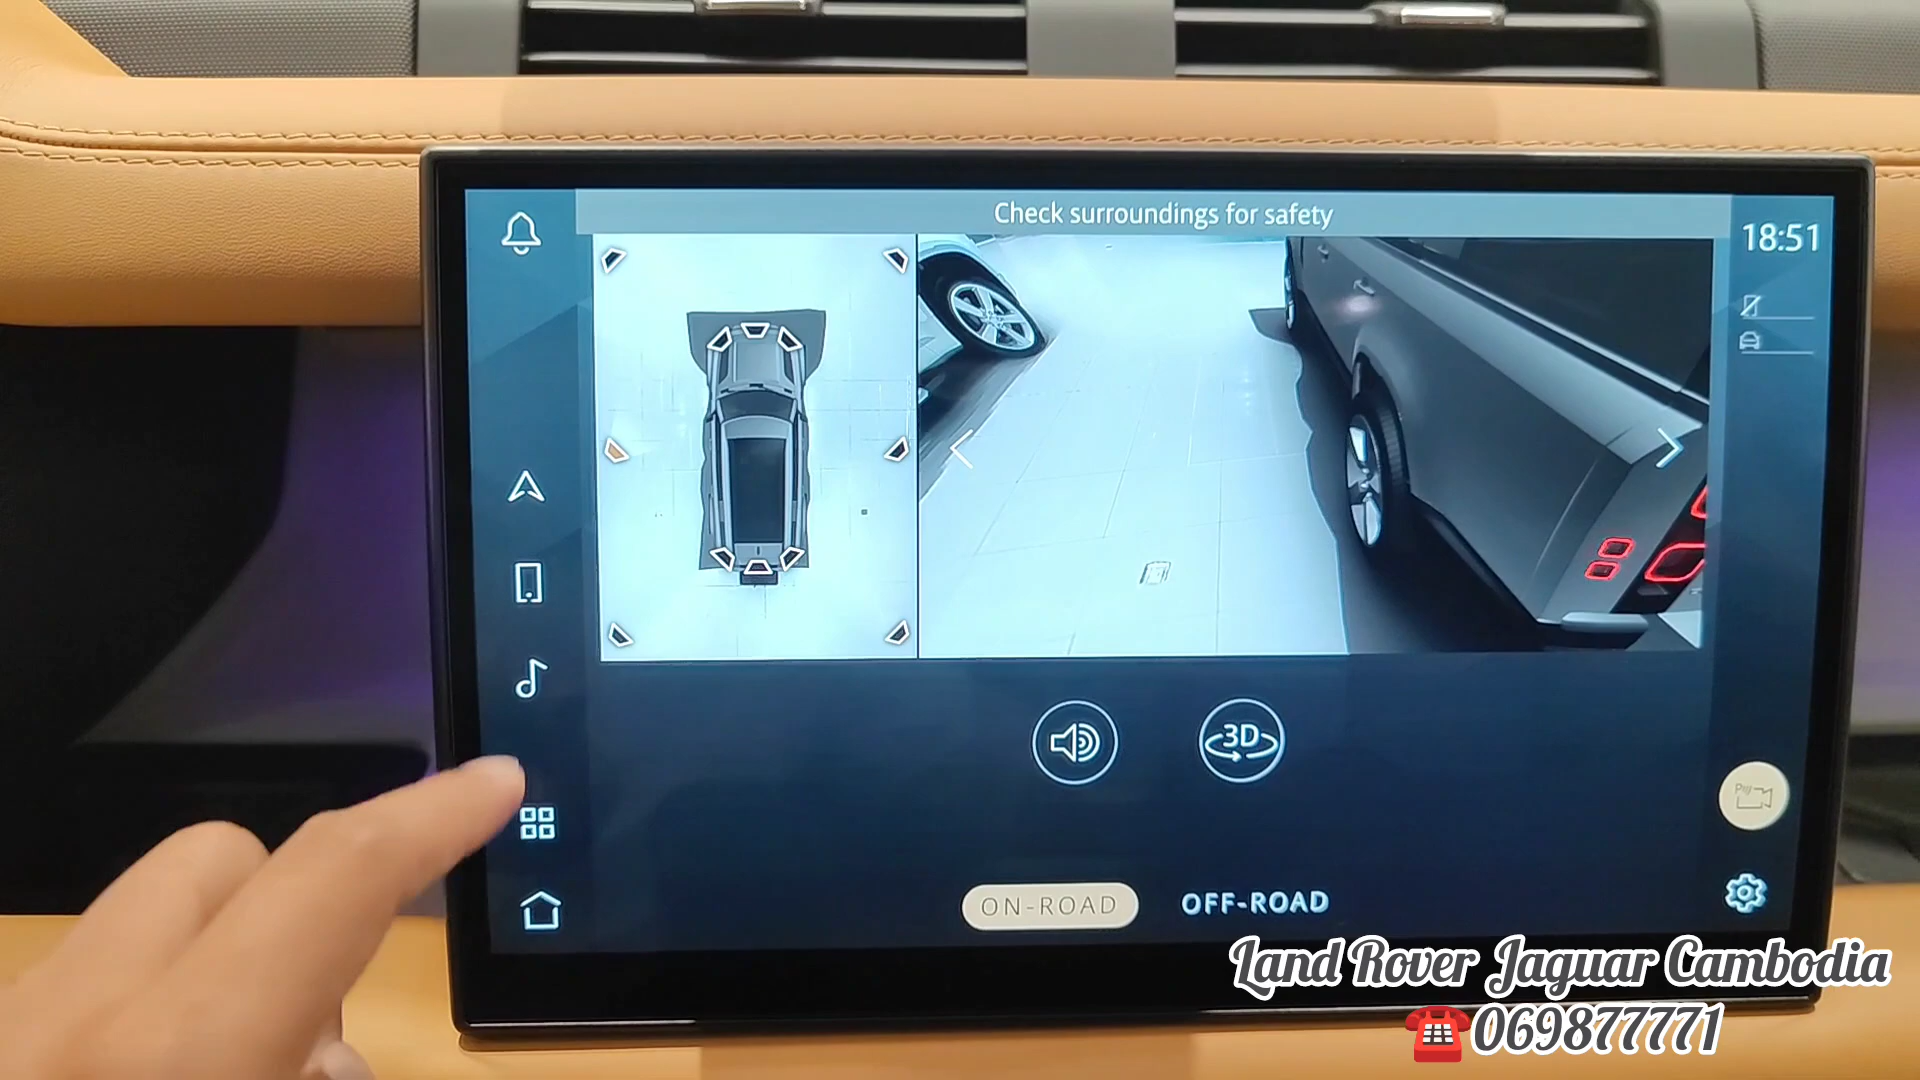 Check surroundings for safety
18:51
3D
ON-ROAD
OFF-ROAD
Land Rover Jaguar Cambodia
☎069877771